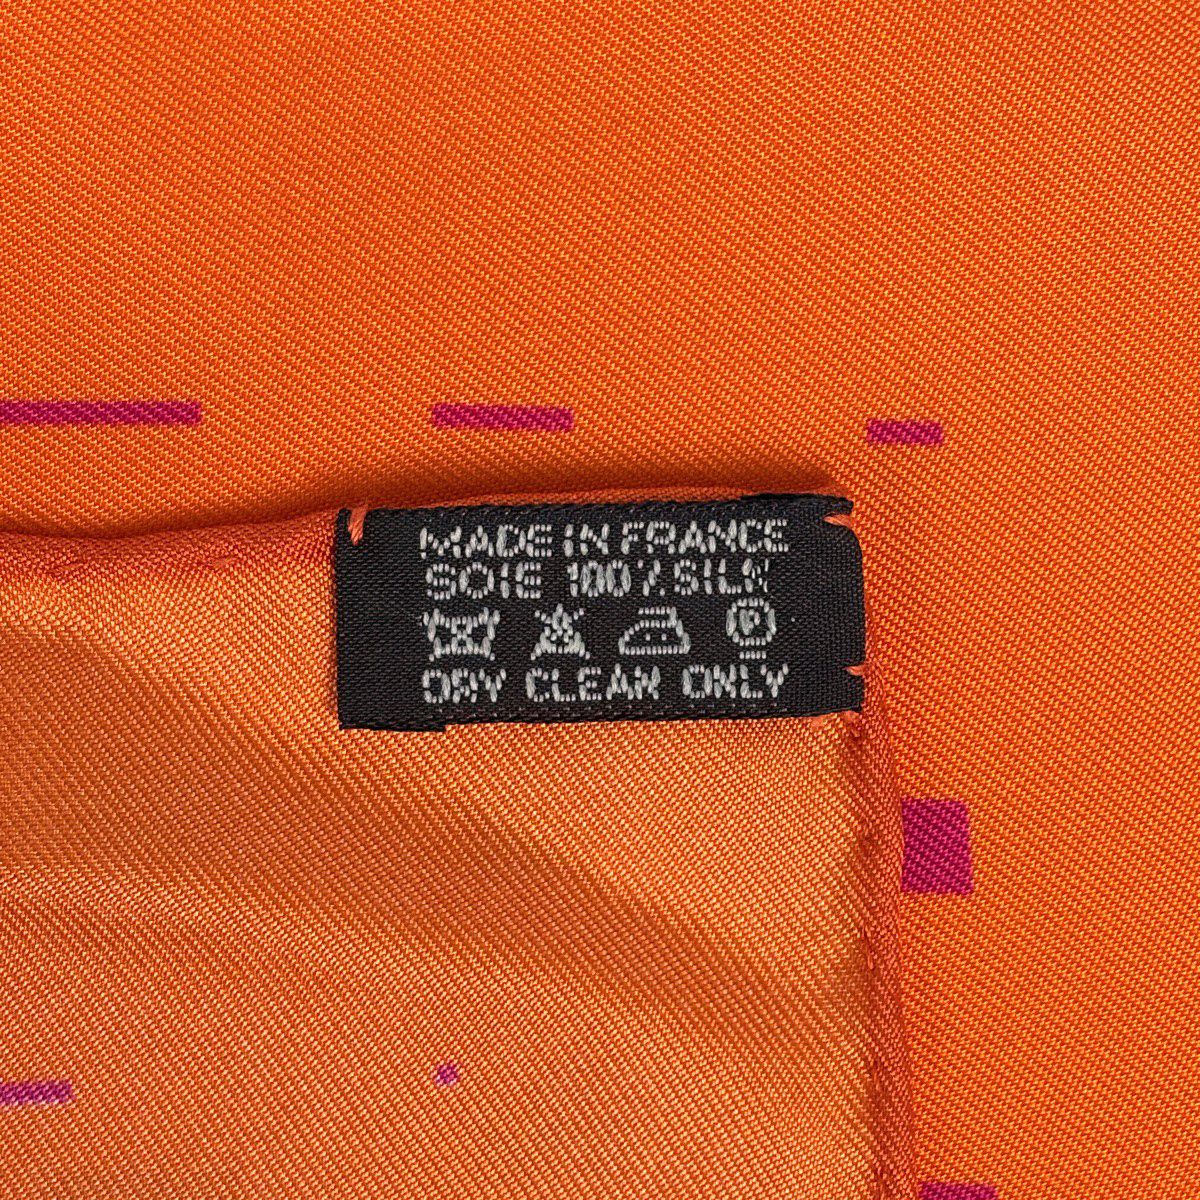 MADE IN FRANCE
SOIE 100% SILK
P
DRY CLEAN ONLY